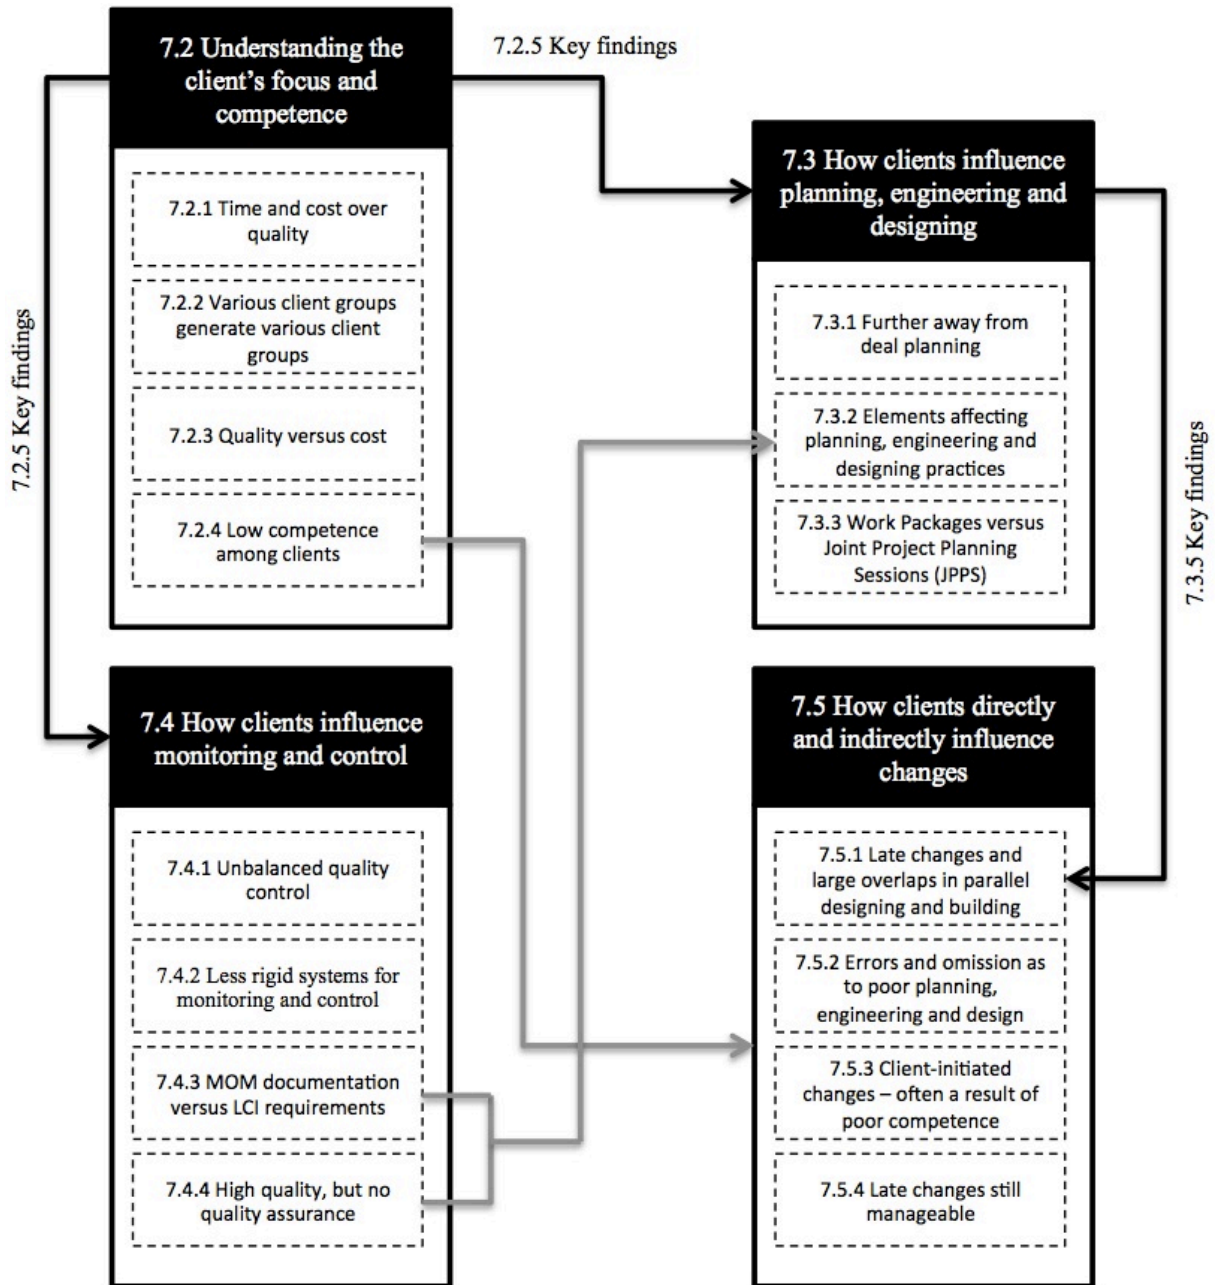 7.2 Understanding the
client’s focus and
competence
7.2.5 Key findings
7.2.5 Key findings
7.2.1 Time and cost over
quality
7.2.2 Various client groups
generate various client
groups
7.2.3 Quality versus cost
7.2.4 Low competence
among clients
7.3 How clients influence
planning, engineering and
designing
7.3.1 Further away from
deal planning
7.3.2 Elements affecting
planning, engineering and
designing practices
7.3.3 Work Packages versus
Joint Project Planning
Sessions (JPPS)
7.3.5 Key findings
7.4 How clients influence
monitoring and control
7.4.1 Unbalanced quality
control
7.4.2 Less rigid systems for
monitoring and control
7.4.3 MOM documentation
versus LCI requirements
7.4.4 High quality, but no
quality assurance
7.5 How clients directly
and indirectly influence
changes
7.5.1 Late changes and
large overlaps in parallel
designing and building
7.5.2 Errors and omission as
to poor planning,
engineering and design
7.5.3 Client-initiated
changes – often a result of
poor competence
7.5.4 Late changes still
manageable